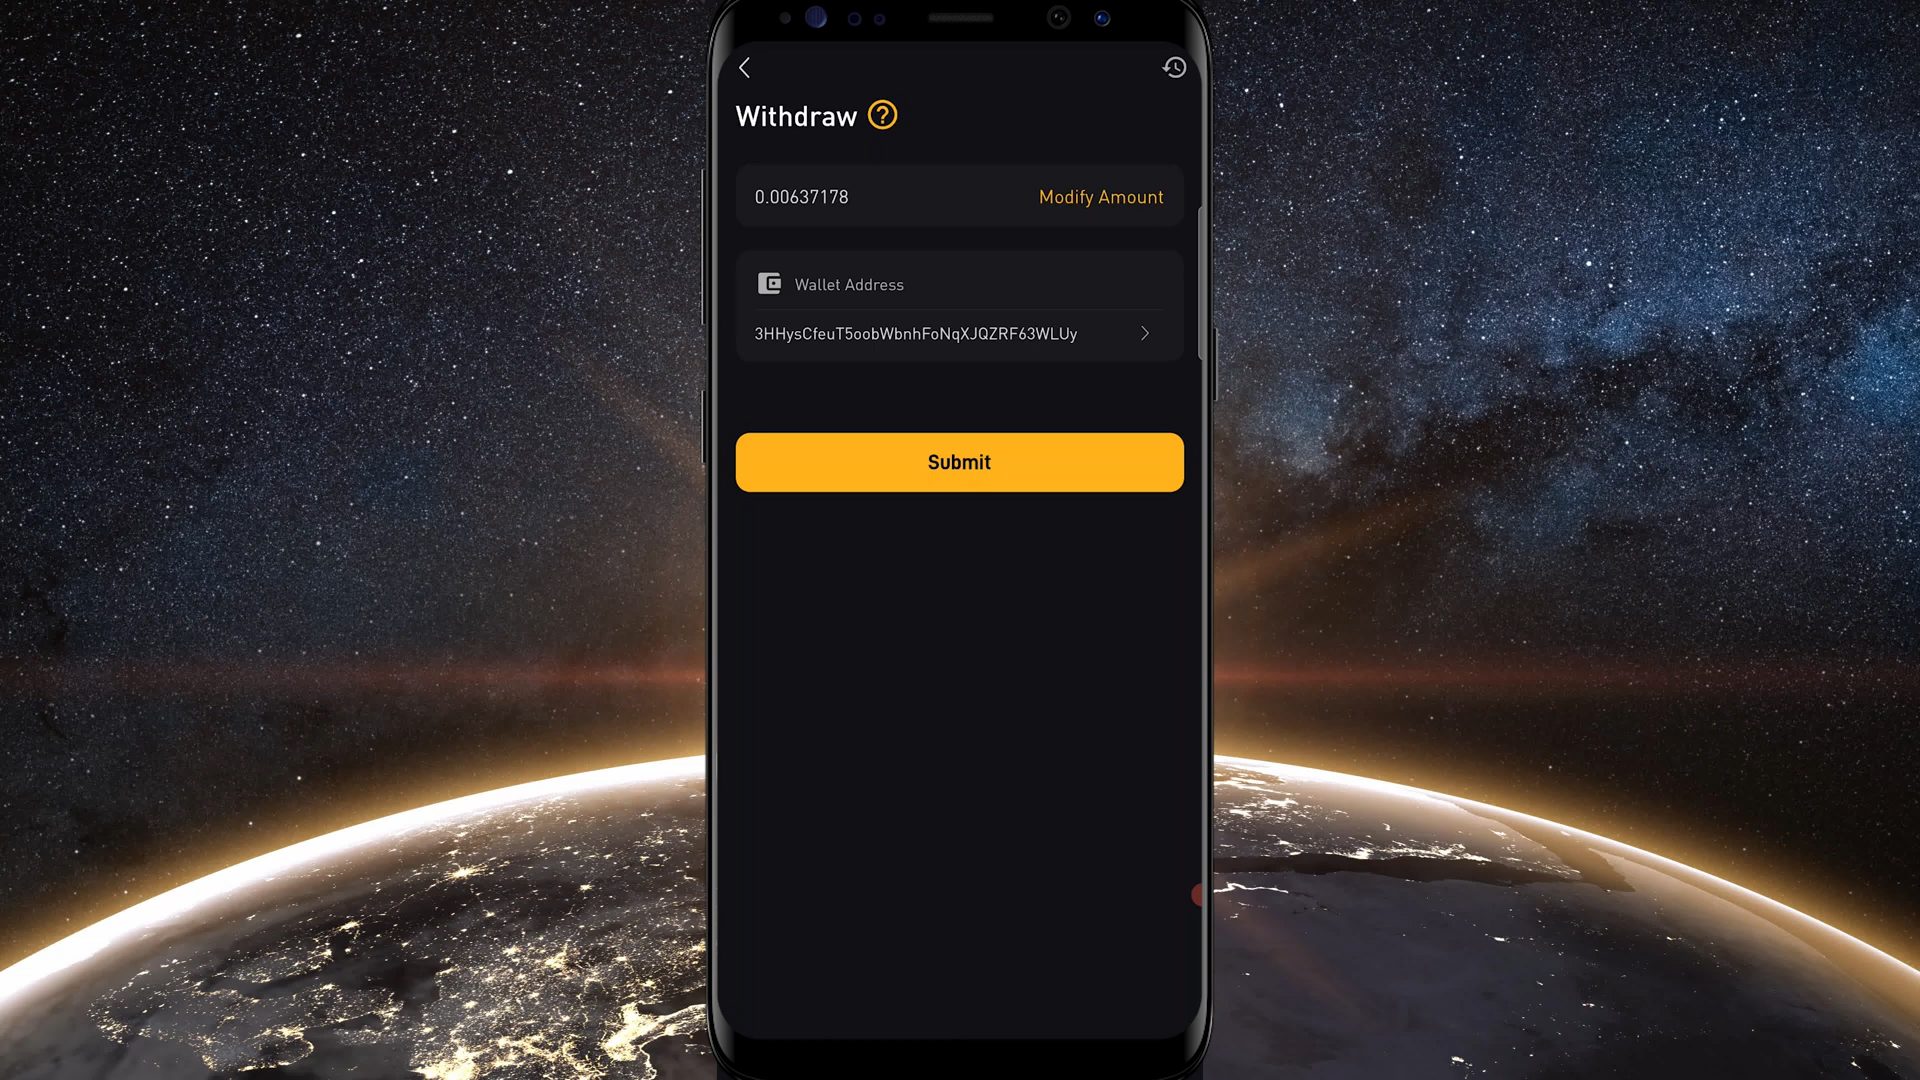 Withdraw ?
0.00637178 Modify Amount
Wallet Address
3HHysCfeuT5oobWbnhFoNqXJQZRF63WLUy
Submit